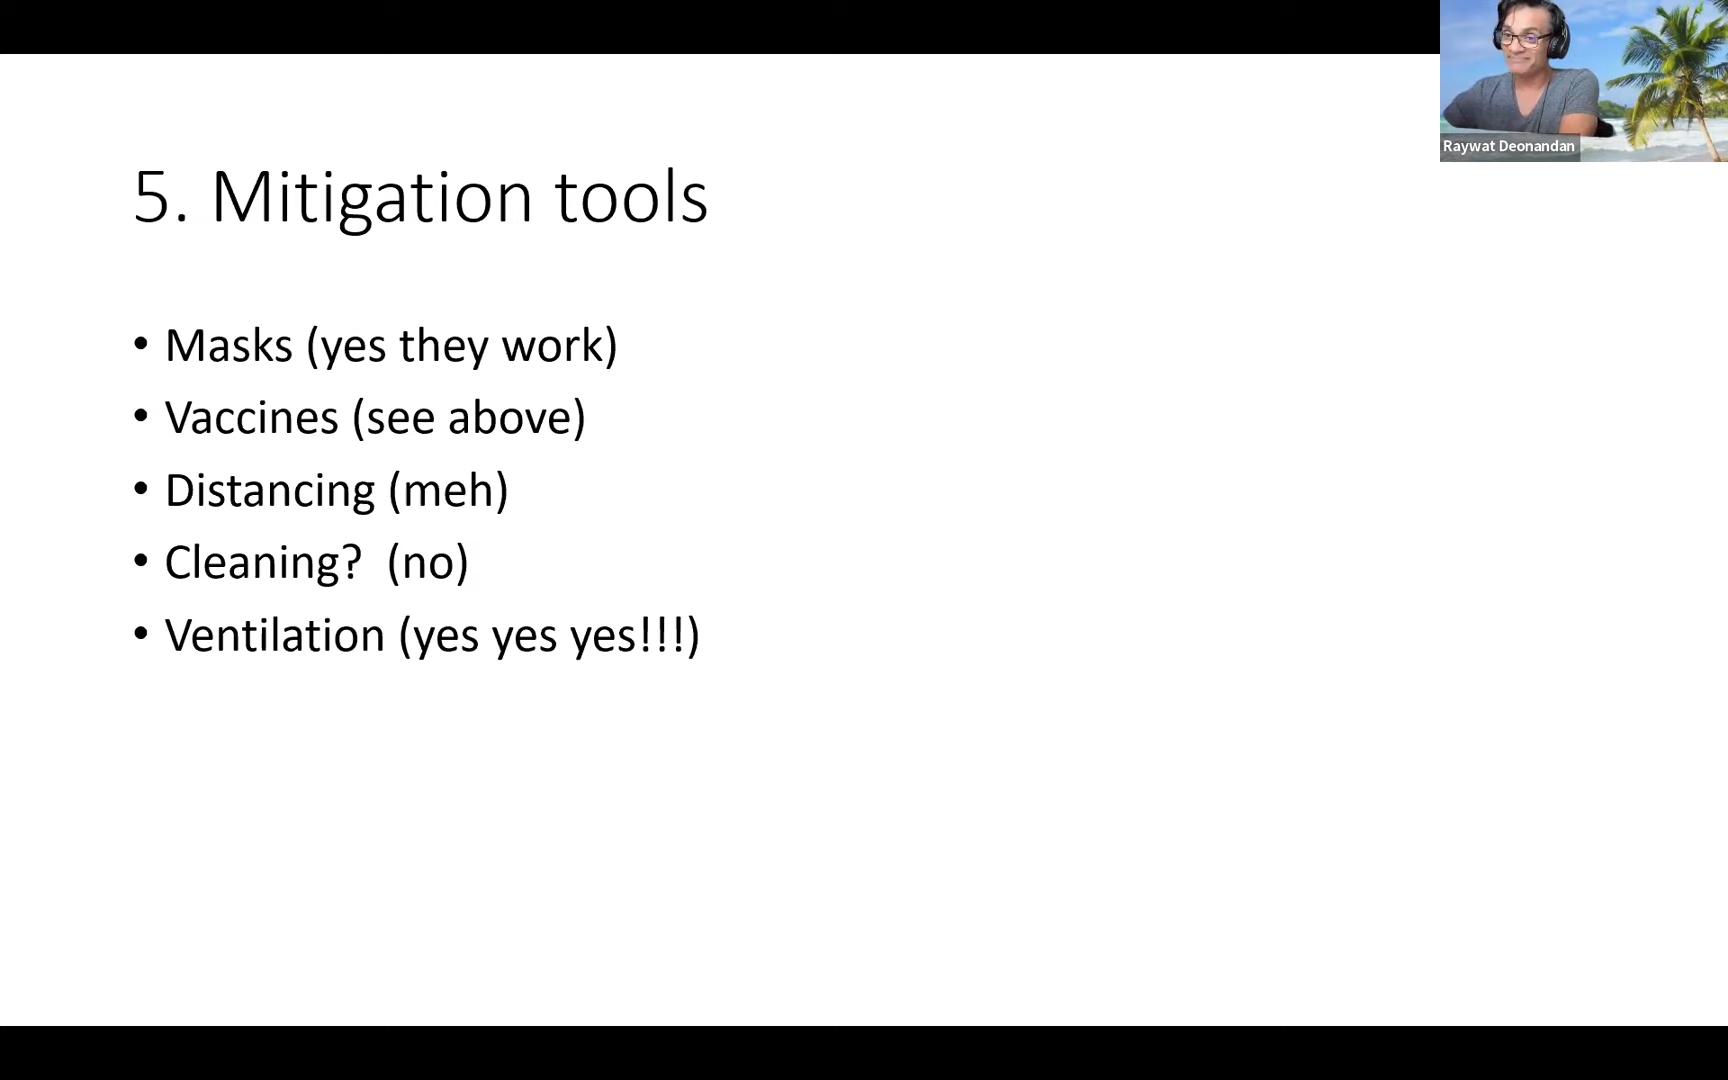 Raywat Deonandan
5. Mitigation tools
• Masks (yes they work)
• Vaccines (see above)
• Distancing (meh)
• Cleaning?  (no)
• Ventilation (yes yes yes!!!)